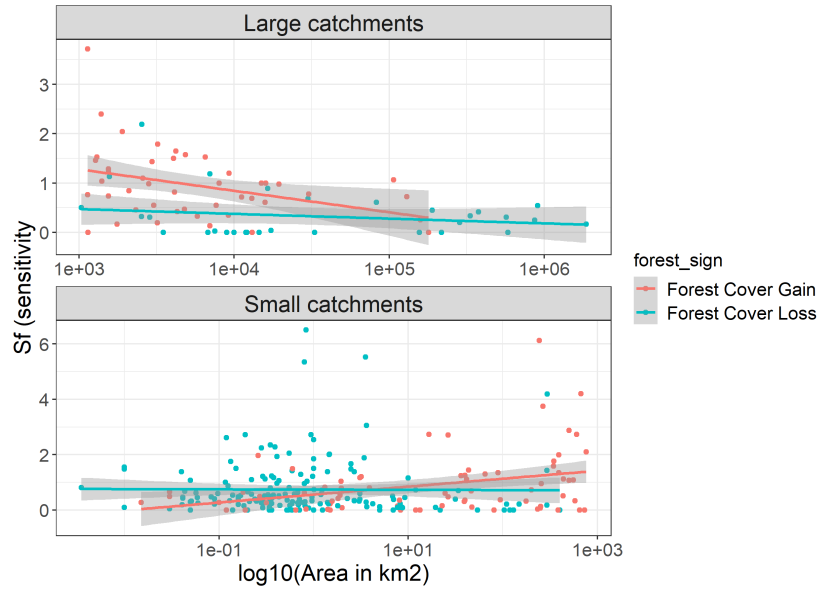 Large catchments
3
2
1
0
1e+03 1e+04 1e+05 1e+06
Small catchments
6
4
2
0
1e-01 1e+01 1e+03
log10(Area in km2)
Sf (sensitivity
forest_sign
Forest Cover Gain
Forest Cover Loss